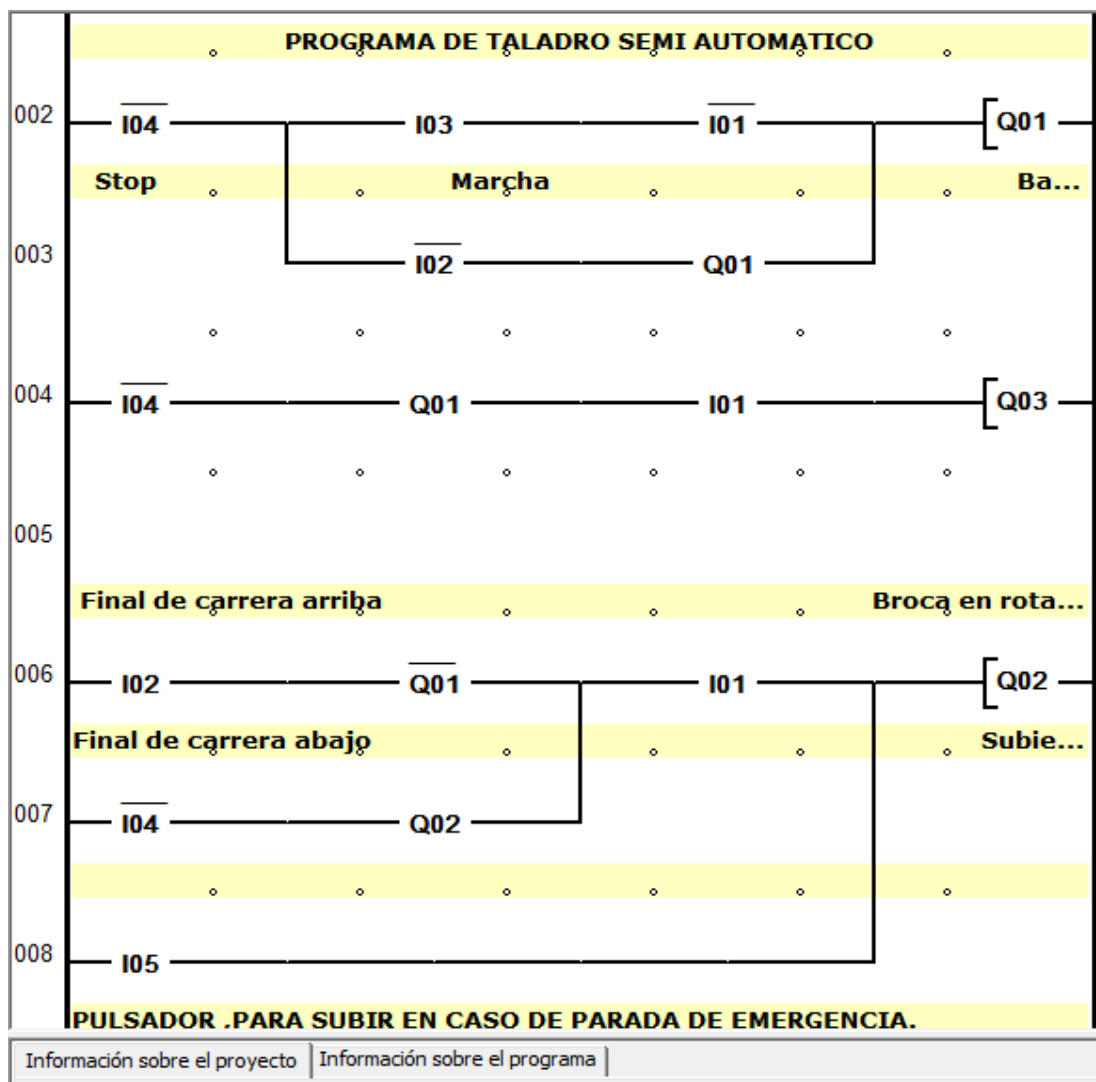 PROGRAMA DE TALADRO SEMI AUTOMATICO
002 I04 I03 I01 Q01
Stop Marcha Ba...
003 I02 Q01
004 I04 Q01 I01 Q03
005
Final de carrera arriba Broca en rota...
006 I02 Q01 I01 Q02
Final de carrera abajo Subie...
007 I04 Q02
008 I05
PULSADOR ,PARA SUBIR EN CASO DE PARADA DE EMERGENCIA.
Información sobre el proyecto Información sobre el programa